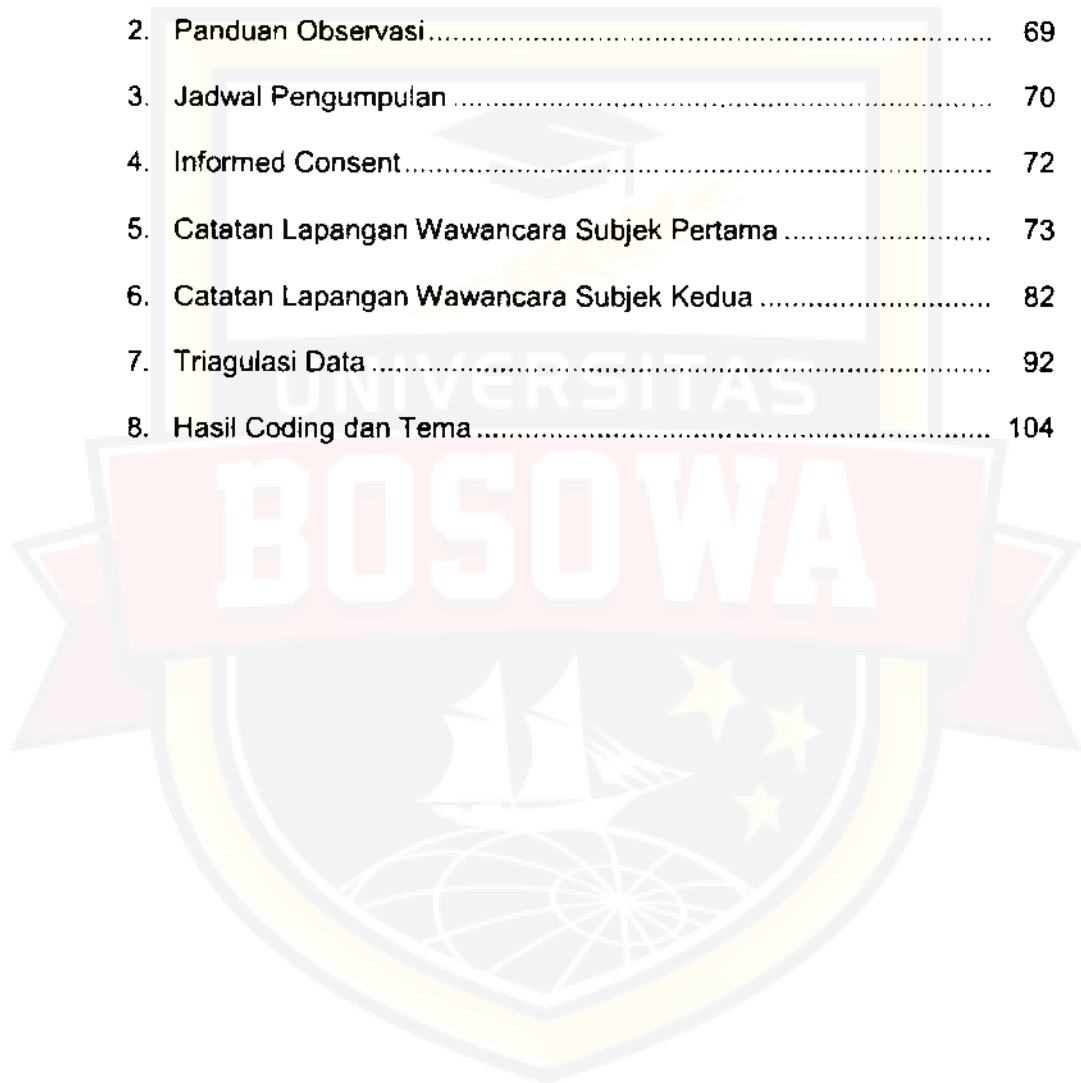 2. Panduan Observasi ........................................................................ 69
3. Jadwal Pengumpulan ..................................................................... 70
4. Informed Consent ........................................................................... 72
5. Catatan Lapangan Wawancara Subjek Pertama .......................... 73
6. Catatan Lapangan Wawancara Subjek Kedua ............................. 82
7. Triagulasi Data ............................................................................... 92
UNIVERSITAS
8. Hasil Coding dan Tema ................................................................. 104
BOSOWA